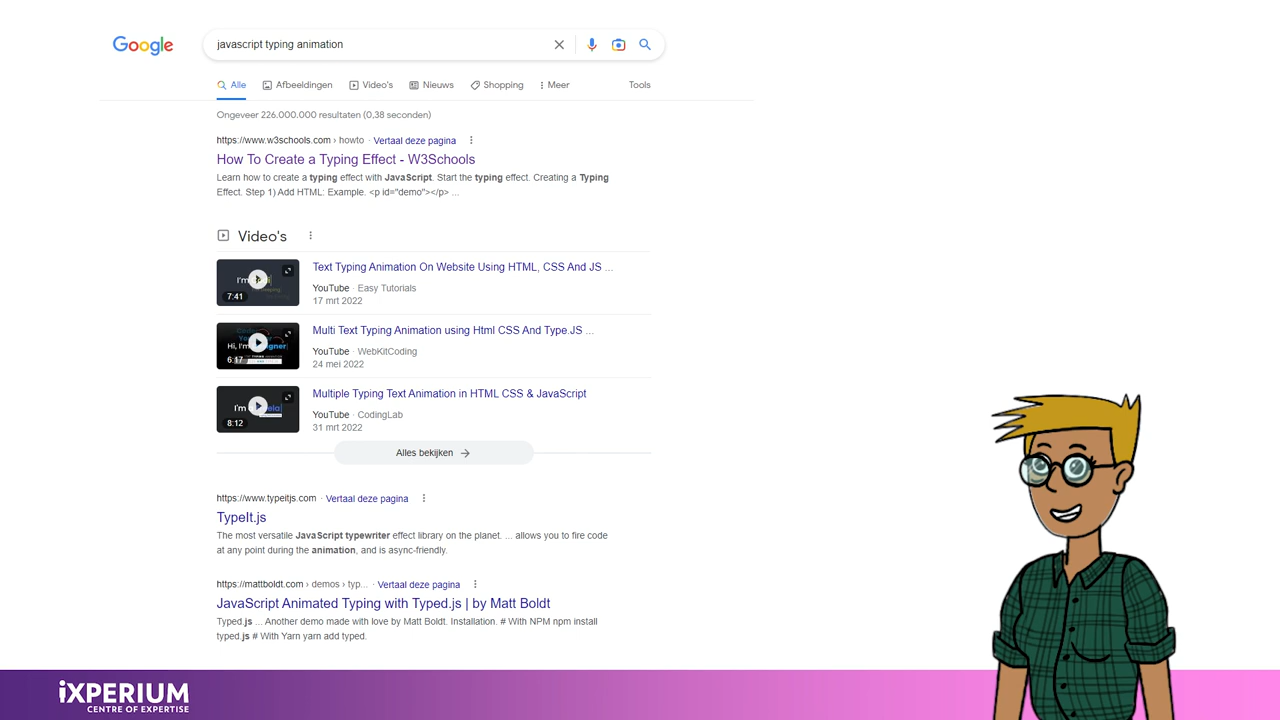 Google
javascript typing animation
Alle Afbeeldingen Video's Nieuws Shopping Meer Tools
Ongeveer 226.000.000 resultaten (0,38 seconden)
https://www.w3schools.com › howto · Vertaal deze pagina
How To Create a Typing Effect - W3Schools
Learn how to create a typing effect with JavaScript. Start the typing effect. Creating a Typing
Effect. Step 1) Add HTML: Example. <p id="demo"></p> ...
Video's
Text Typing Animation On Website Using HTML, CSS And JS ...
I'm
7:41
YouTube · Easy Tutorials
17 mrt 2022
Multi Text Typing Animation using Html CSS And Type.JS ...
Hi, I'm
6:17
YouTube · WebKitCoding
24 mei 2022
Multiple Typing Text Animation in HTML CSS & JavaScript
I'm
8:12
YouTube · CodingLab
31 mrt 2022
Alles bekijken
https://www.typeitjs.com · Vertaal deze pagina
TypeIt.js
The most versatile JavaScript typewriter effect library on the planet. ... allows you to fire code
at any point during the animation, and is async-friendly.
https://mattboldt.com › demos › typ... · Vertaal deze pagina
JavaScript Animated Typing with Typed.js | by Matt Boldt
Typed.js ... Another demo made with love by Matt Boldt. Installation. # With NPM npm install
typed.js # With Yarn yarn add typed.
iXPERIUM
CENTRE OF EXPERTISE